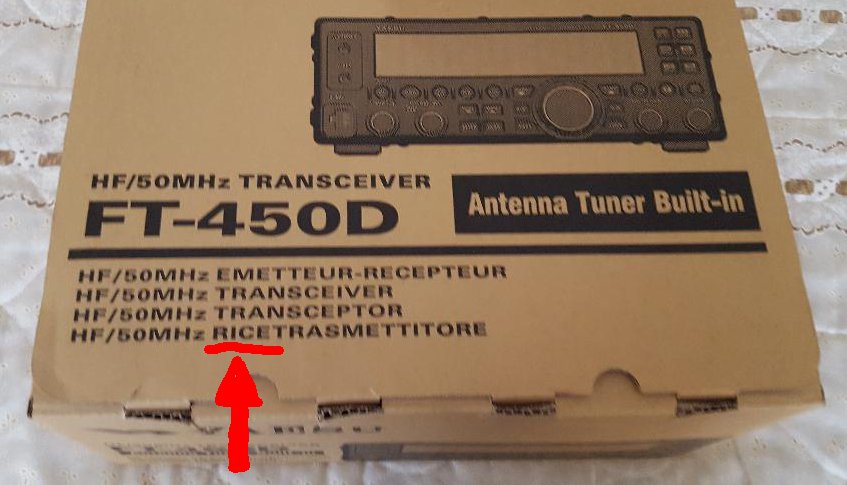 HF/50MHz TRANSCEIVER
FT-450D
Antenna Tuner Built-in
HF/50MHz EMETTEUR-RECEPTEUR
HF/50MHz TRANSCEIVER
HF/50MHz TRANSCEPTOR
HF/50MHz RICETRASMETTITORE